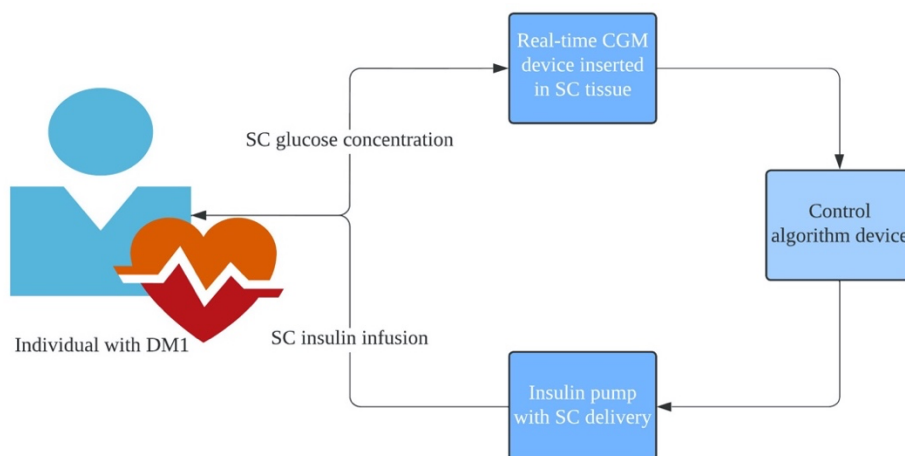 Real-time CGM
device inserted
in SC tissue
SC glucose concentration
Control
algorithm device
SC insulin infusion
Individual with DM1
Insulin pump
with SC delivery